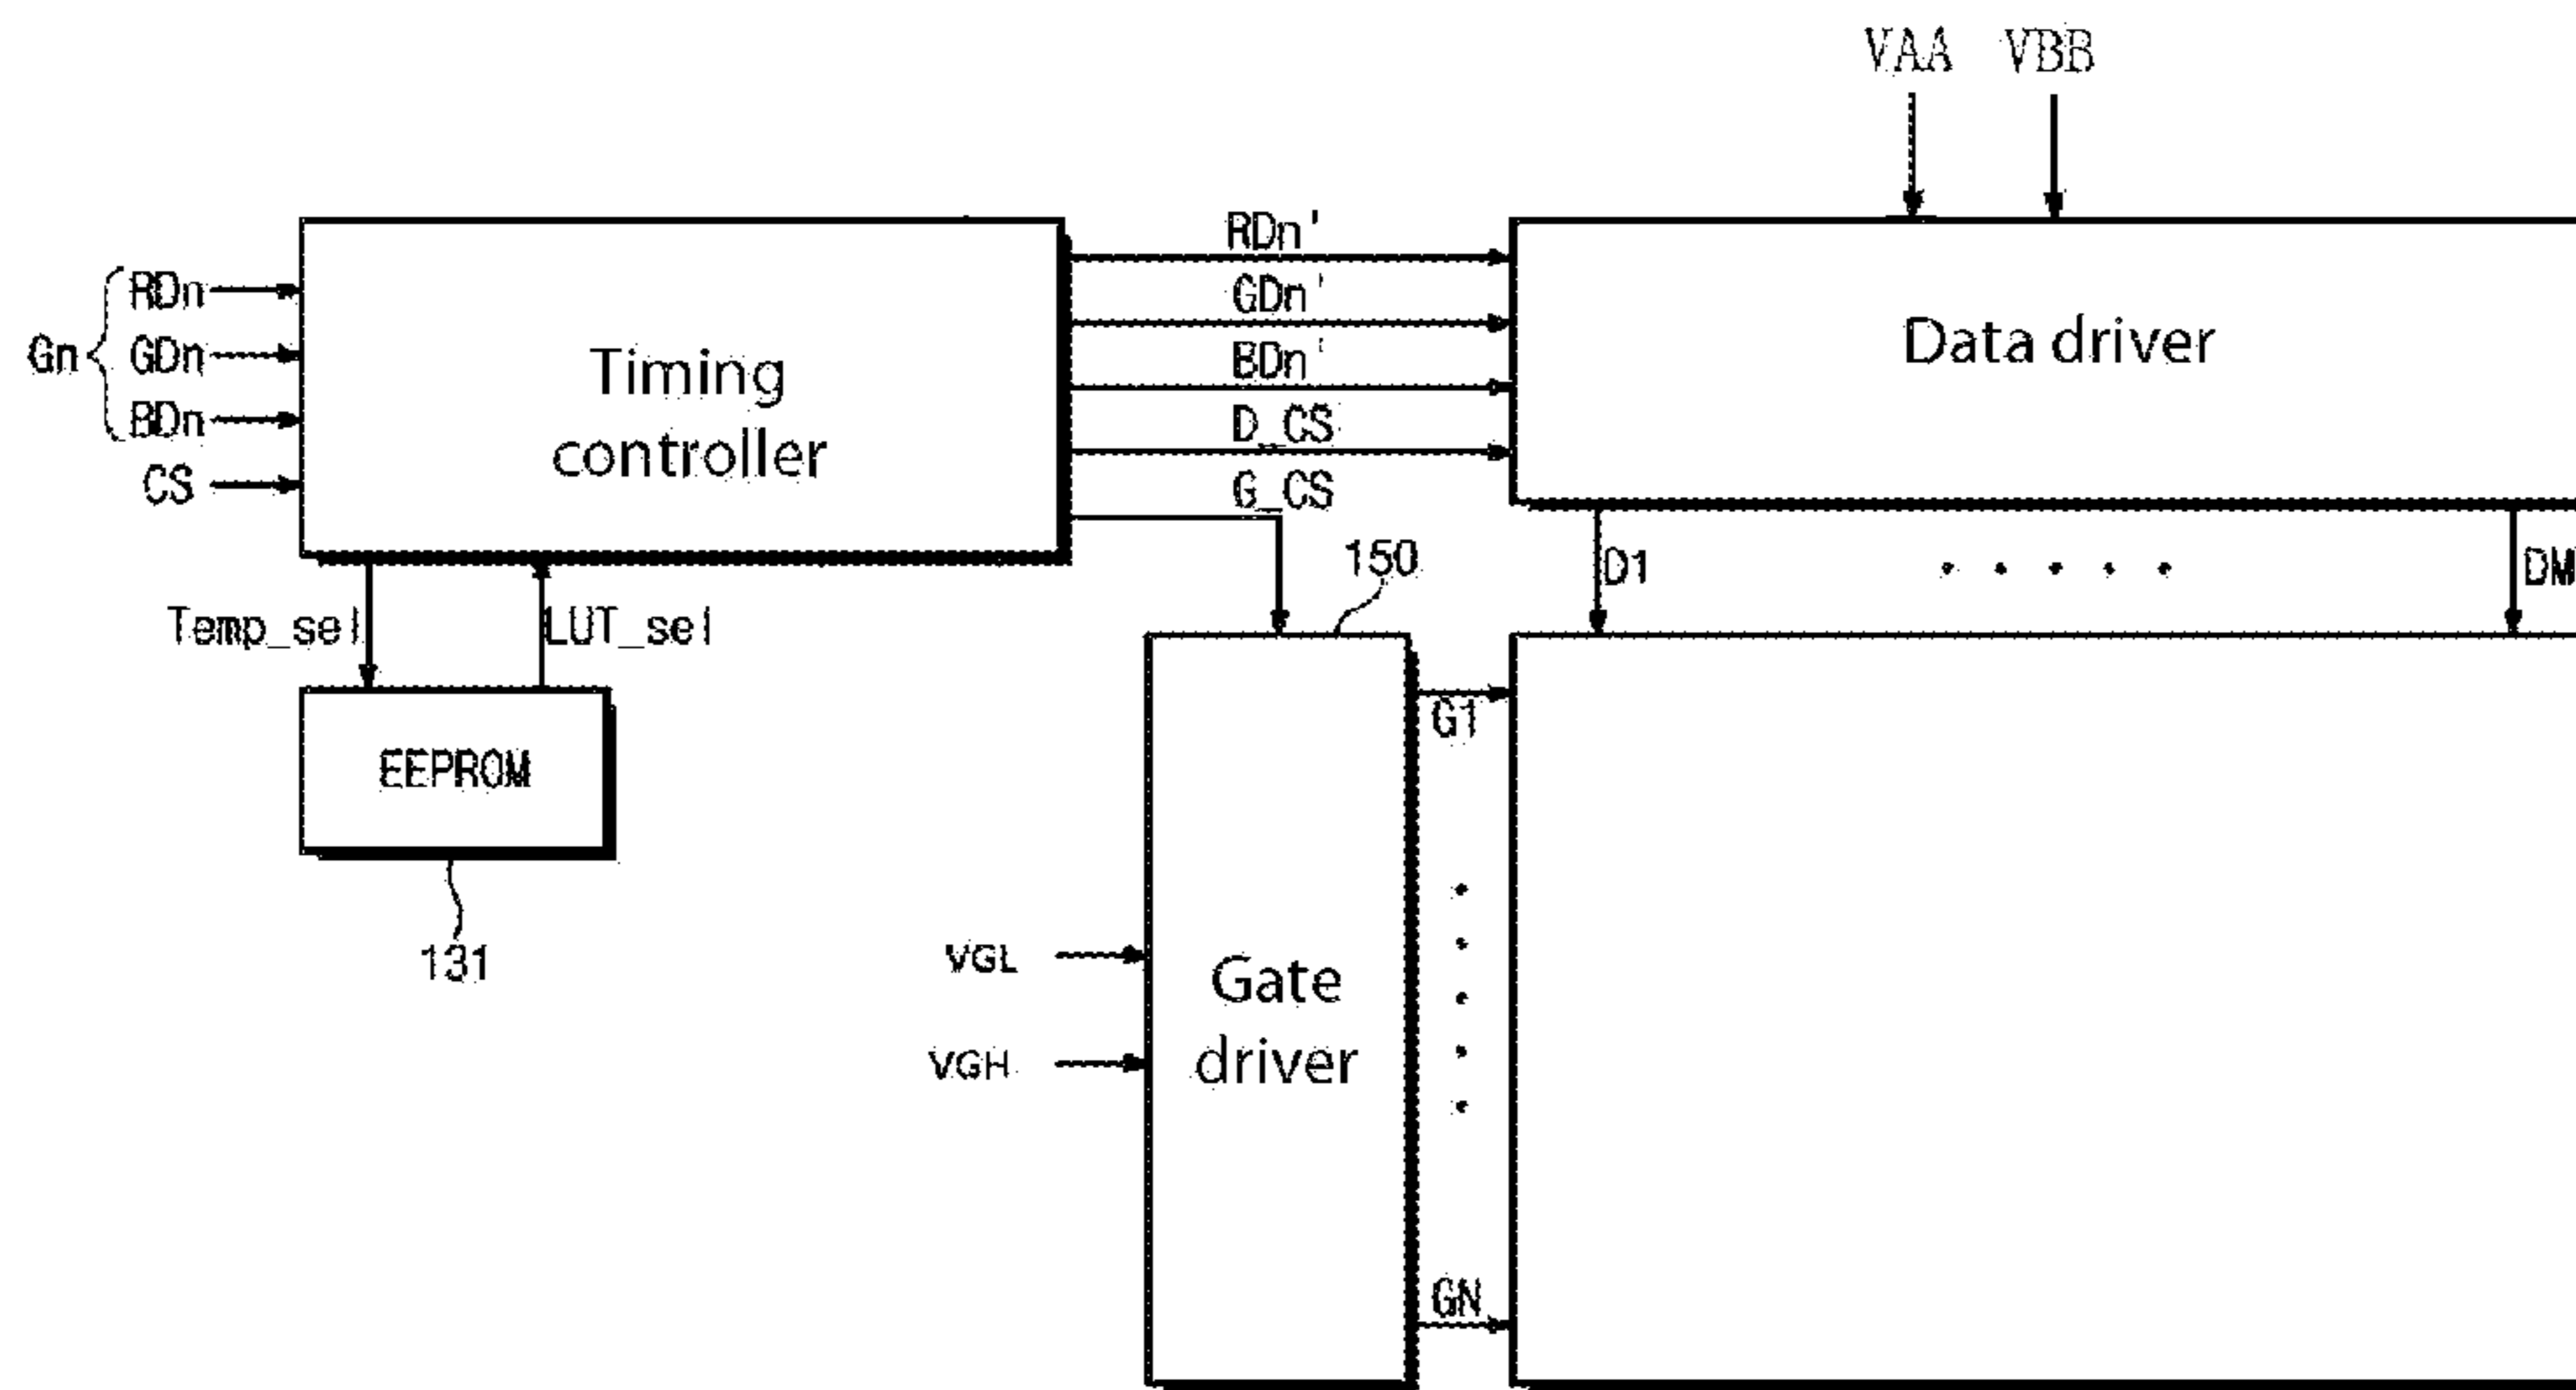 VAA VBB
RDn'
RDn
GDn'
Gn GDn
BDn'
BDn
D_CS
CS
G_CS
Timing
controller
Data driver
150
D1
DM
Temp_sel
LUT_sel
G1
EEPROM
131
VGL
VGH
Gate
driver
GN